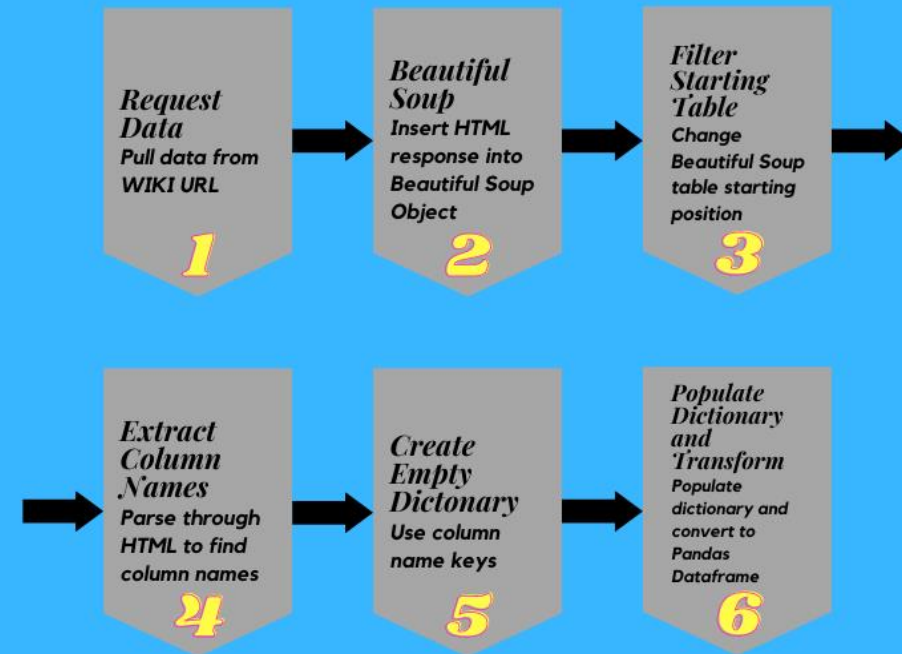 Request
Data
Pull data from
WIKI URL
1
Beautiful
Soup
Insert HTML
response into
Beautiful Soup
Object
2
Filter
Starting
Table
Change
Beautiful Soup
table starting
position
3
Extract
Column
Names
Parse through
HTML to find
column names
4
Create
Empty
Dictonary
Use column
name keys
5
Populate
Dictionary
and
Transform
Populate
dictionary and
convert to
Pandas
Dataframe
6